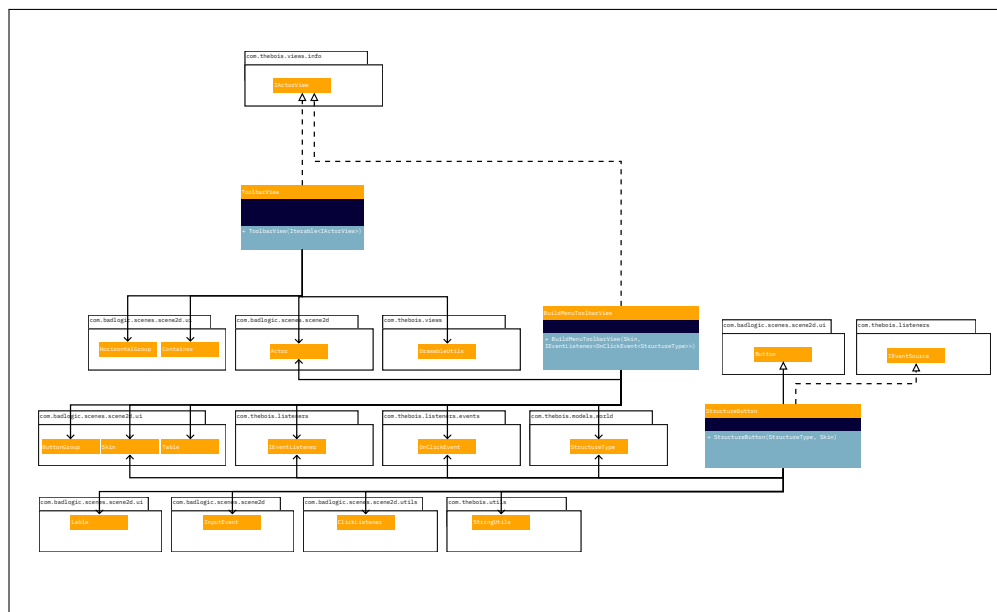 com.thebois.views.info
IActorView
ToolbarView
+ ToolbarView(Iterable<IActorView>)
com.badlogic.scenes.scene2d.ui
HorizontalGroup
Container
com.badlogic.scenes.scene2d
Actor
com.thebois.views
DrawableUtils
BuildMenuToolbarView
+ BuildMenuToolbarView(Skin,
IEventListener<OnClickEvent<StructureType>>)
com.badlogic.scenes.scene2d.ui
Button
com.thebois.listeners
IEventSource
StructureButton
+ StructureButton(StructureType, Skin)
com.badlogic.scenes.scene2d.ui
ButtonGroup
Skin
Table
com.thebois.listeners
IEventListener
com.thebois.listeners.events
OnClickEvent
com.thebois.models.world
StructureType
com.badlogic.scenes.scene2d.ui
Lable
com.badlogic.scenes.scene2d
InputEvent
com.badlogic.scenes.scene2d.utils
ClickListener
com.thebois.utils
StringUtils